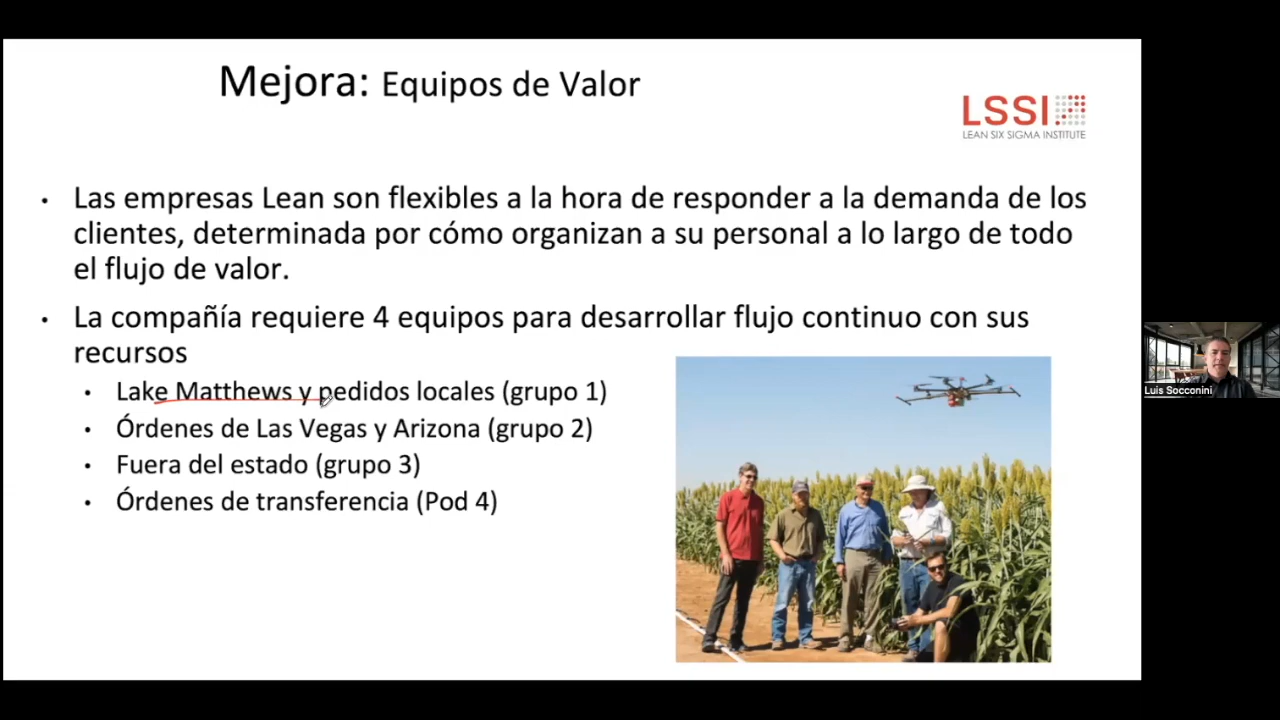 Mejora: Equipos de Valor
LSSI
LEAN SIX SIGMA INSTITUTE
• Las empresas Lean son flexibles a la hora de responder a la demanda de los
clientes, determinada por cómo organizan a su personal a lo largo de todo
el flujo de valor.
• La compañía requiere 4 equipos para desarrollar flujo continuo con sus
recursos
• Lake Matthews y pedidos locales (grupo 1)
• Órdenes de Las Vegas y Arizona (grupo 2)
• Fuera del estado (grupo 3)
• Órdenes de transferencia (Pod 4)
Luis Socconini